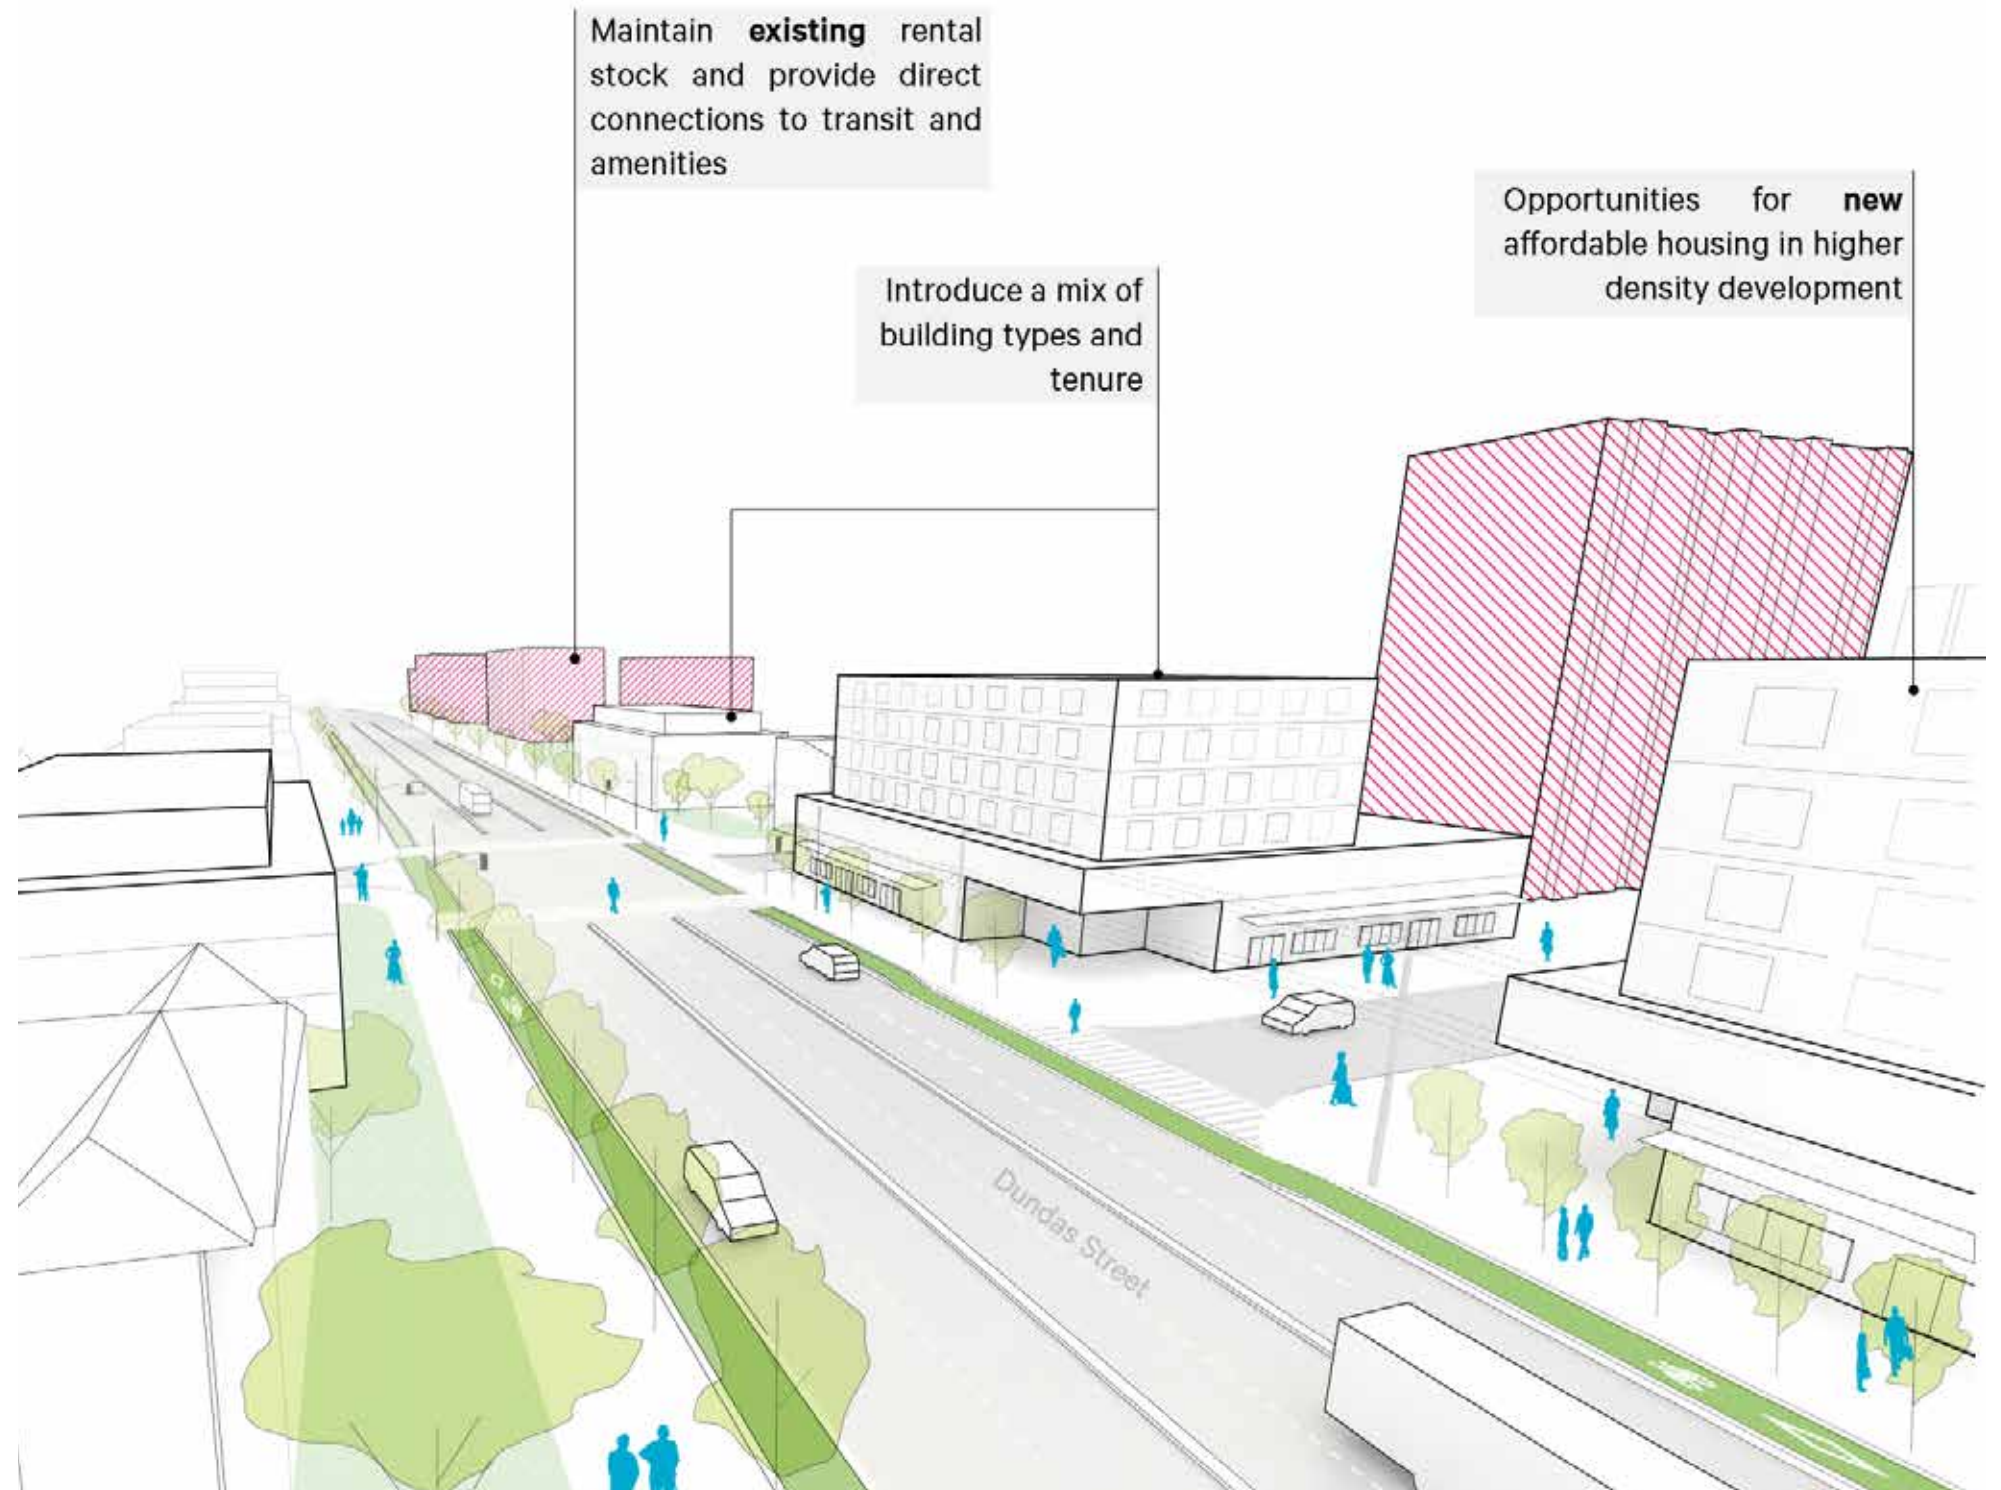 Maintain existing rental
stock and provide direct
connections to transit and
amenities
Opportunities for new
affordable housing in higher
density development
Introduce a mix of
building types and
tenure
Dundas Street